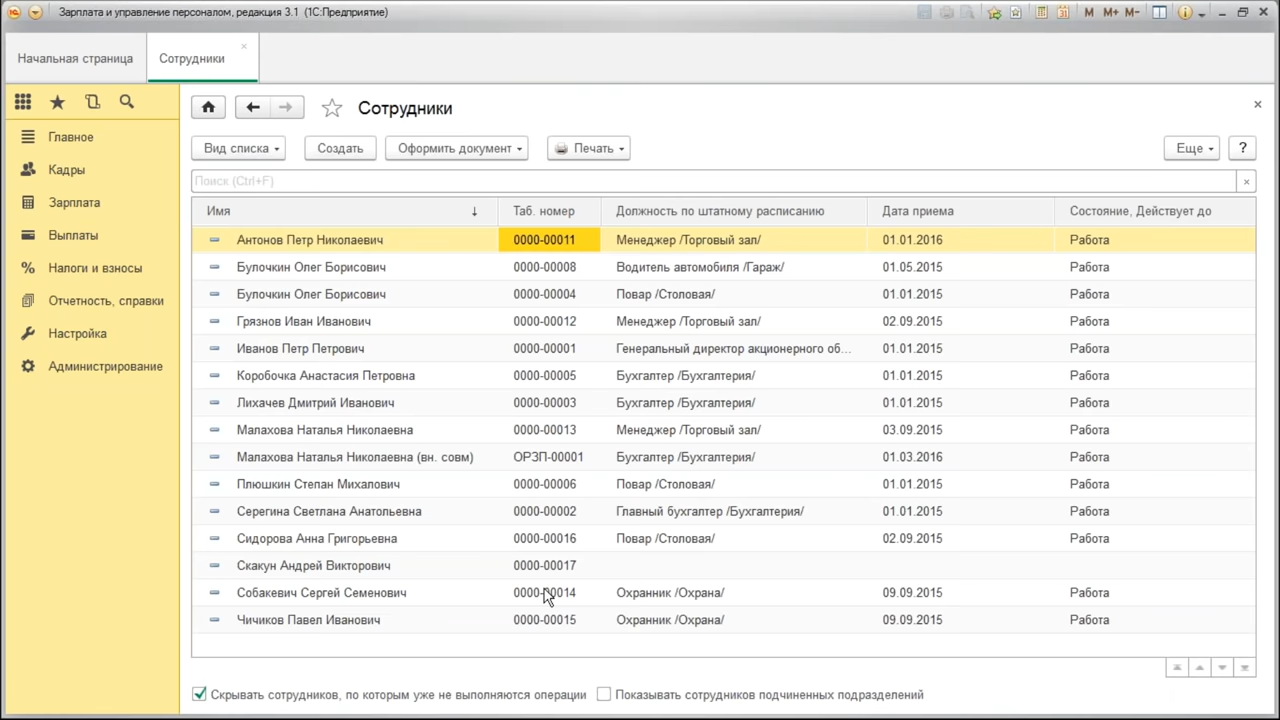 Зарплата и управление персоналом, редакция 3.1 (1С:Предприятие) M M+ M-
Начальная страница Сотрудники
Сотрудники
Главное
Кадры
Зарплата
Выплаты
Налоги и взносы
Отчетность, справки
Настройка
Администрирование
Вид списка Создать Оформить документ Печать Еще ?
Поиск (Ctrl+F)
Имя Таб. номер Должность по штатному расписанию Дата приема Состояние, Действует до
Антонов Петр Николаевич 0000-00011 Менеджер /Торговый зал/ 01.01.2016 Работа
Булочкин Олег Борисович 0000-00008 Водитель автомобиля /Гараж/ 01.05.2015 Работа
Булочкин Олег Борисович 0000-00004 Повар /Столовая/ 01.01.2015 Работа
Грязнов Иван Иванович 0000-00012 Менеджер /Торговый зал/ 02.09.2015 Работа
Иванов Петр Петрович 0000-00001 Генеральный директор акционерного об... 01.01.2015 Работа
Коробочка Анастасия Петровна 0000-00005 Бухгалтер /Бухгалтерия/ 01.01.2015 Работа
Лихачев Дмитрий Иванович 0000-00003 Бухгалтер /Бухгалтерия/ 01.01.2015 Работа
Малахова Наталья Николаевна 0000-00013 Менеджер /Торговый зал/ 03.09.2015 Работа
Малахова Наталья Николаевна (вн. совм) ОРЗП-00001 Бухгалтер /Бухгалтерия/ 01.03.2016 Работа
Плюшкин Степан Михалович 0000-00006 Повар /Столовая/ 01.01.2015 Работа
Серегина Светлана Анатольевна 0000-00002 Главный бухгалтер /Бухгалтерия/ 01.01.2015 Работа
Сидорова Анна Григорьевна 0000-00016 Повар /Столовая/ 02.09.2015 Работа
Скакун Андрей Викторович 0000-00017
Собакевич Сергей Семенович 0000-00014 Охранник /Охрана/ 09.09.2015 Работа
Чичиков Павел Иванович 0000-00015 Охранник /Охрана/ 09.09.2015 Работа
Скрывать сотрудников, по которым уже не выполняются операции Показывать сотрудников подчиненных подразделений